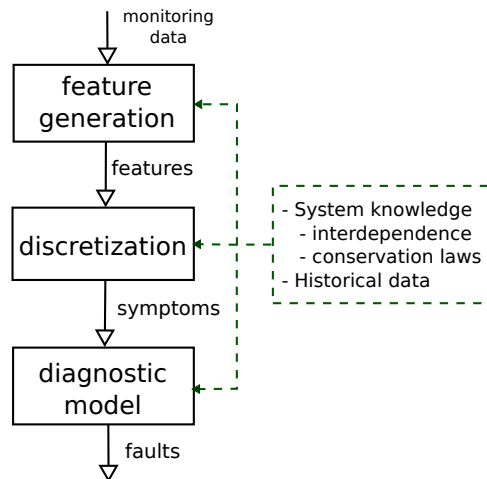 monitoring
data
feature
generation
features
discretization
- System knowledge
- interdependence
- conservation laws
- Historical data
symptoms
diagnostic
model
faults